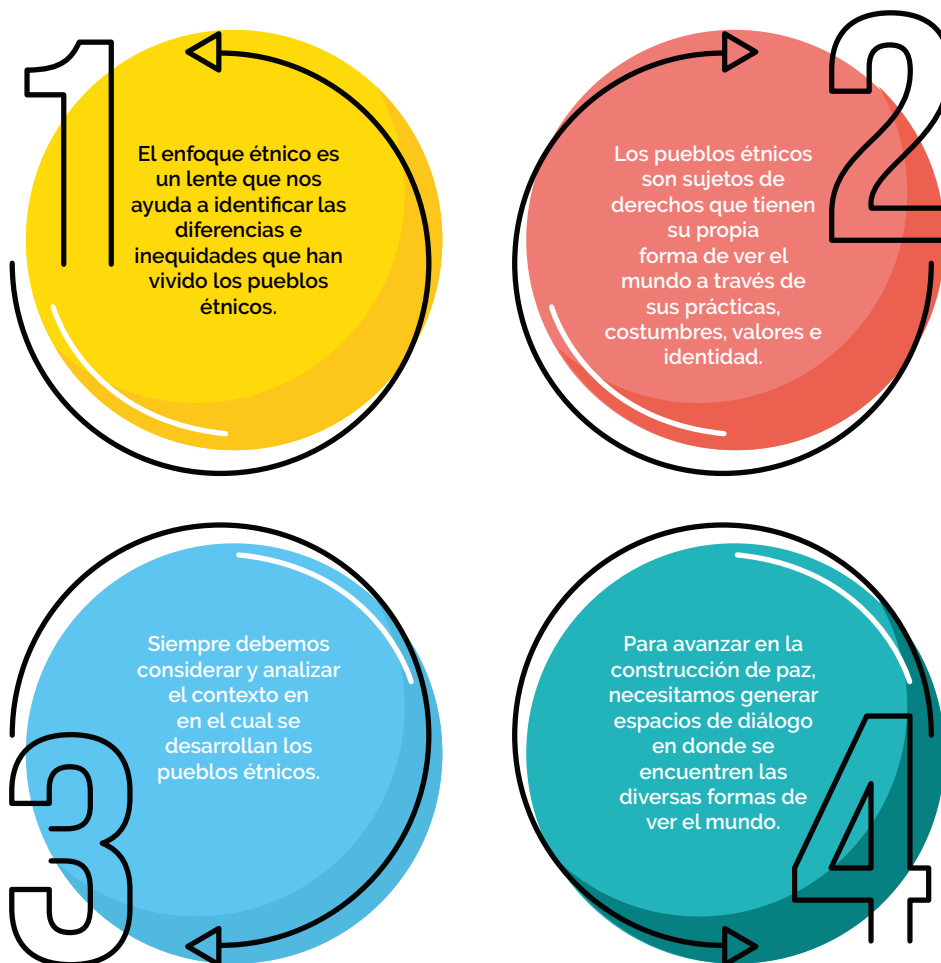 1
El enfoque étnico es
un lente que nos
ayuda a identificar las
diferencias e
inequidades que han
vivido los pueblos
étnicos.
2
Los pueblos étnicos
son sujetos de
derechos que tienen
su propia
forma de ver el
mundo a través de
sus prácticas,
costumbres, valores e
identidad.
3
Siempre debemos
considerar y analizar
el contexto en
en el cual se
desarrollan los
pueblos étnicos.
4
Para avanzar en la
construcción de paz,
necesitamos generar
espacios de diálogo
en donde se
encuentren las
diversas formas de
ver el mundo.